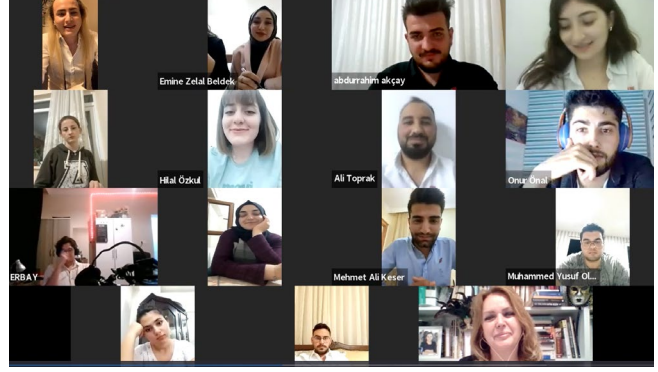 Emine Zelal Beldek
abdurrahim akçay
Hilal Özkul
Ali Toprak
Onur Önal
ERBAY
Mehmet Ali Keser
Muhammed Yusuf Ol...